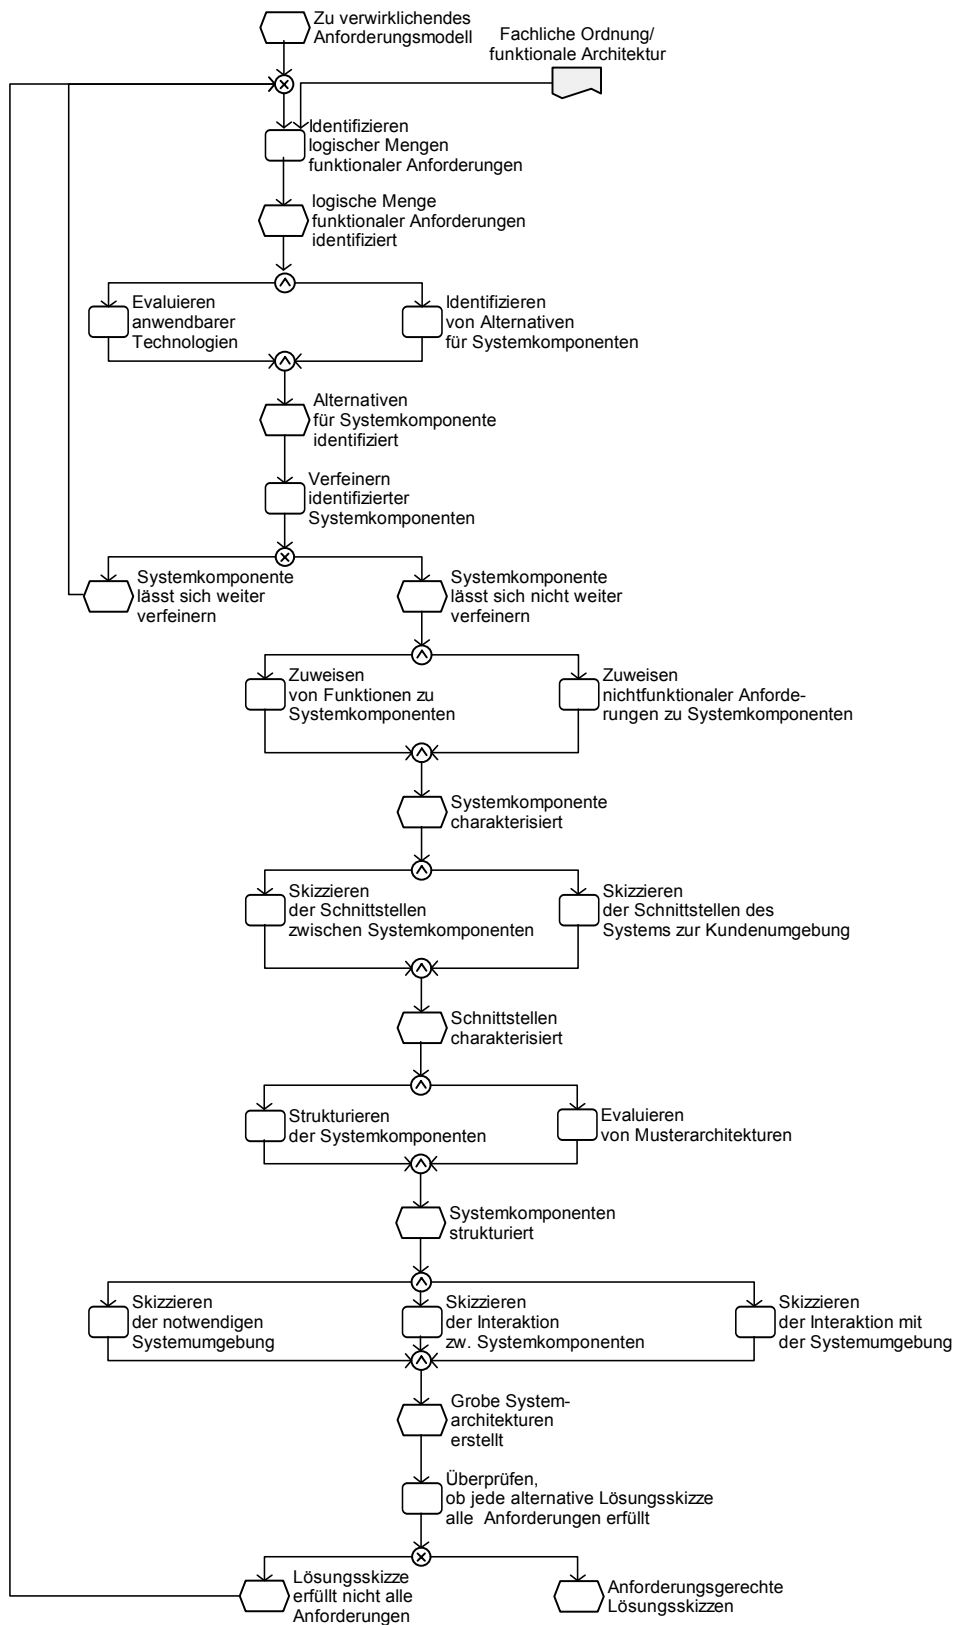 Zu verwirklichendes
Anforderungsmodell
Fachliche Ordnung/
funktionale Architektur
Identifizieren
logischer Mengen
funktionaler Anforderungen
logische Menge
funktionaler Anforderungen
identifiziert
Evaluieren
anwendbarer
Technologien
Identifizieren
von Alternativen
für Systemkomponenten
Alternativen
für Systemkomponente
identifiziert
Verfeinern
identifizierter
Systemkomponenten
Systemkomponente
lässt sich weiter
verfeinern
Systemkomponente
lässt sich nicht weiter
verfeinern
Zuweisen
von Funktionen zu
Systemkomponenten
Zuweisen
nichtfunktionaler Anforde-
rungen zu Systemkomponenten
Systemkomponente
charakterisiert
Skizzieren
der Schnittstellen
zwischen Systemkomponenten
Skizzieren
der Schnittstellen des
Systems zur Kundenumgebung
Schnittstellen
charakterisiert
Strukturieren
der Systemkomponenten
Evaluieren
von Musterarchitekturen
Systemkomponenten
strukturiert
Skizzieren
der notwendigen
Systemumgebung
Skizzieren
der Interaktion
zw. Systemkomponenten
Skizzieren
der Interaktion mit
der Systemumgebung
Grobe System-
architekturen
erstellt
Überprüfen,
ob jede alternative Lösungsskizze
alle Anforderungen erfüllt
Lösungsskizze
erfüllt nicht alle
Anforderungen
Anforderungsgerechte
Lösungsskizzen